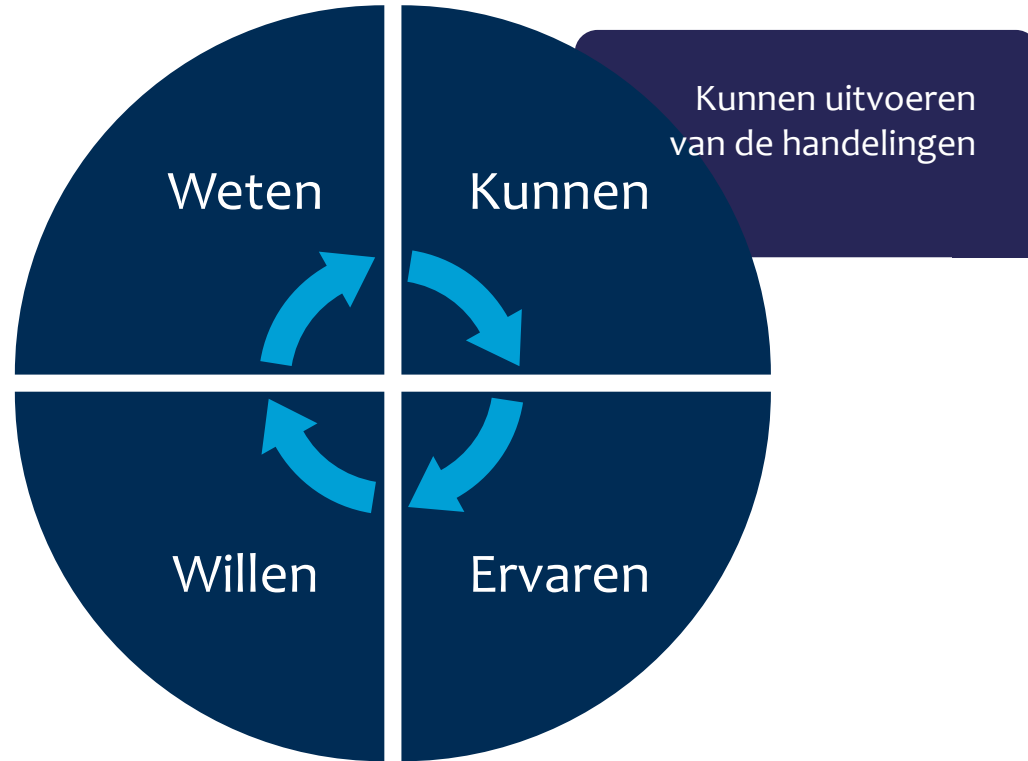 Kunnen uitvoeren
van de handelingen
Weten
Kunnen
Willen
Ervaren